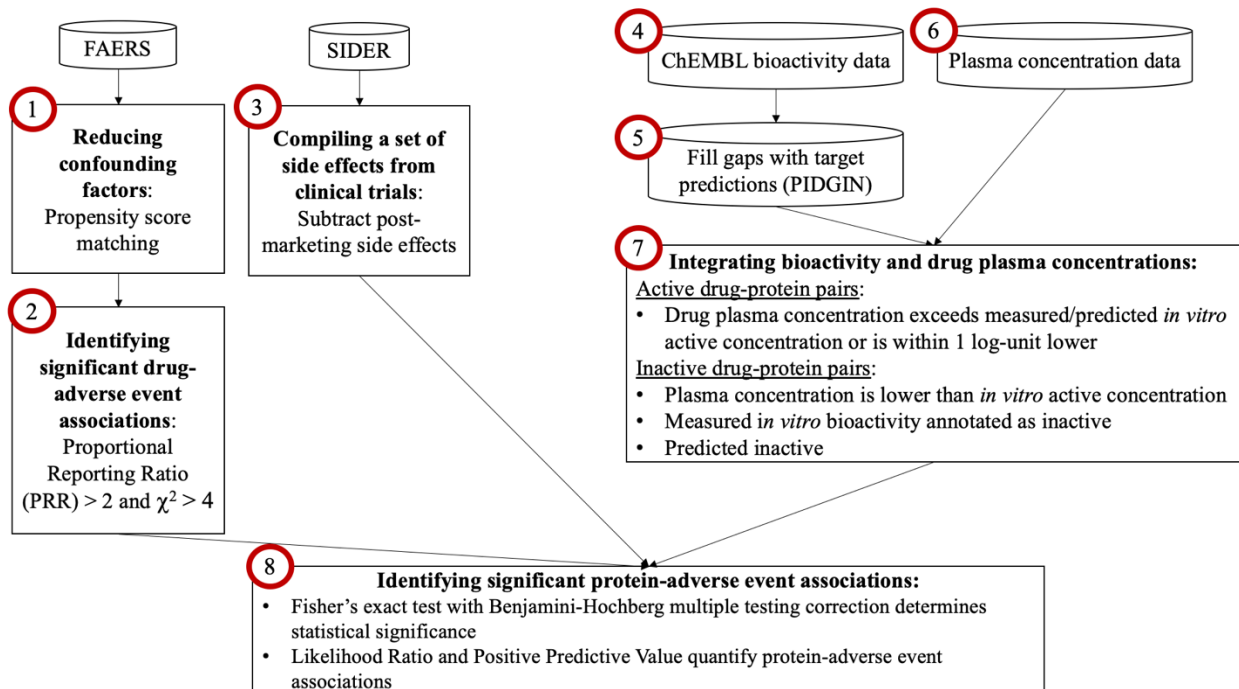 FAERS
SIDER
4
ChEMBL bioactivity data
6
Plasma concentration data
1
Reducing
confounding
factors:
Propensity score
matching
3
Compiling a set of
side effects from
clinical trials:
Subtract post-
marketing side effects
5
Fill gaps with target
predictions (PIDGIN)
2
Identifying
significant drug-
adverse event
associations:
Proportional
Reporting Ratio
(PRR) > 2 and χ² > 4
7
Integrating bioactivity and drug plasma concentrations:
Active drug-protein pairs:
• Drug plasma concentration exceeds measured/predicted in vitro
active concentration or is within 1 log-unit lower
Inactive drug-protein pairs:
• Plasma concentration is lower than in vitro active concentration
• Measured in vitro bioactivity annotated as inactive
• Predicted inactive
8
Identifying significant protein-adverse event associations:
• Fisher's exact test with Benjamini-Hochberg multiple testing correction determines
statistical significance
• Likelihood Ratio and Positive Predictive Value quantify protein-adverse event
associations